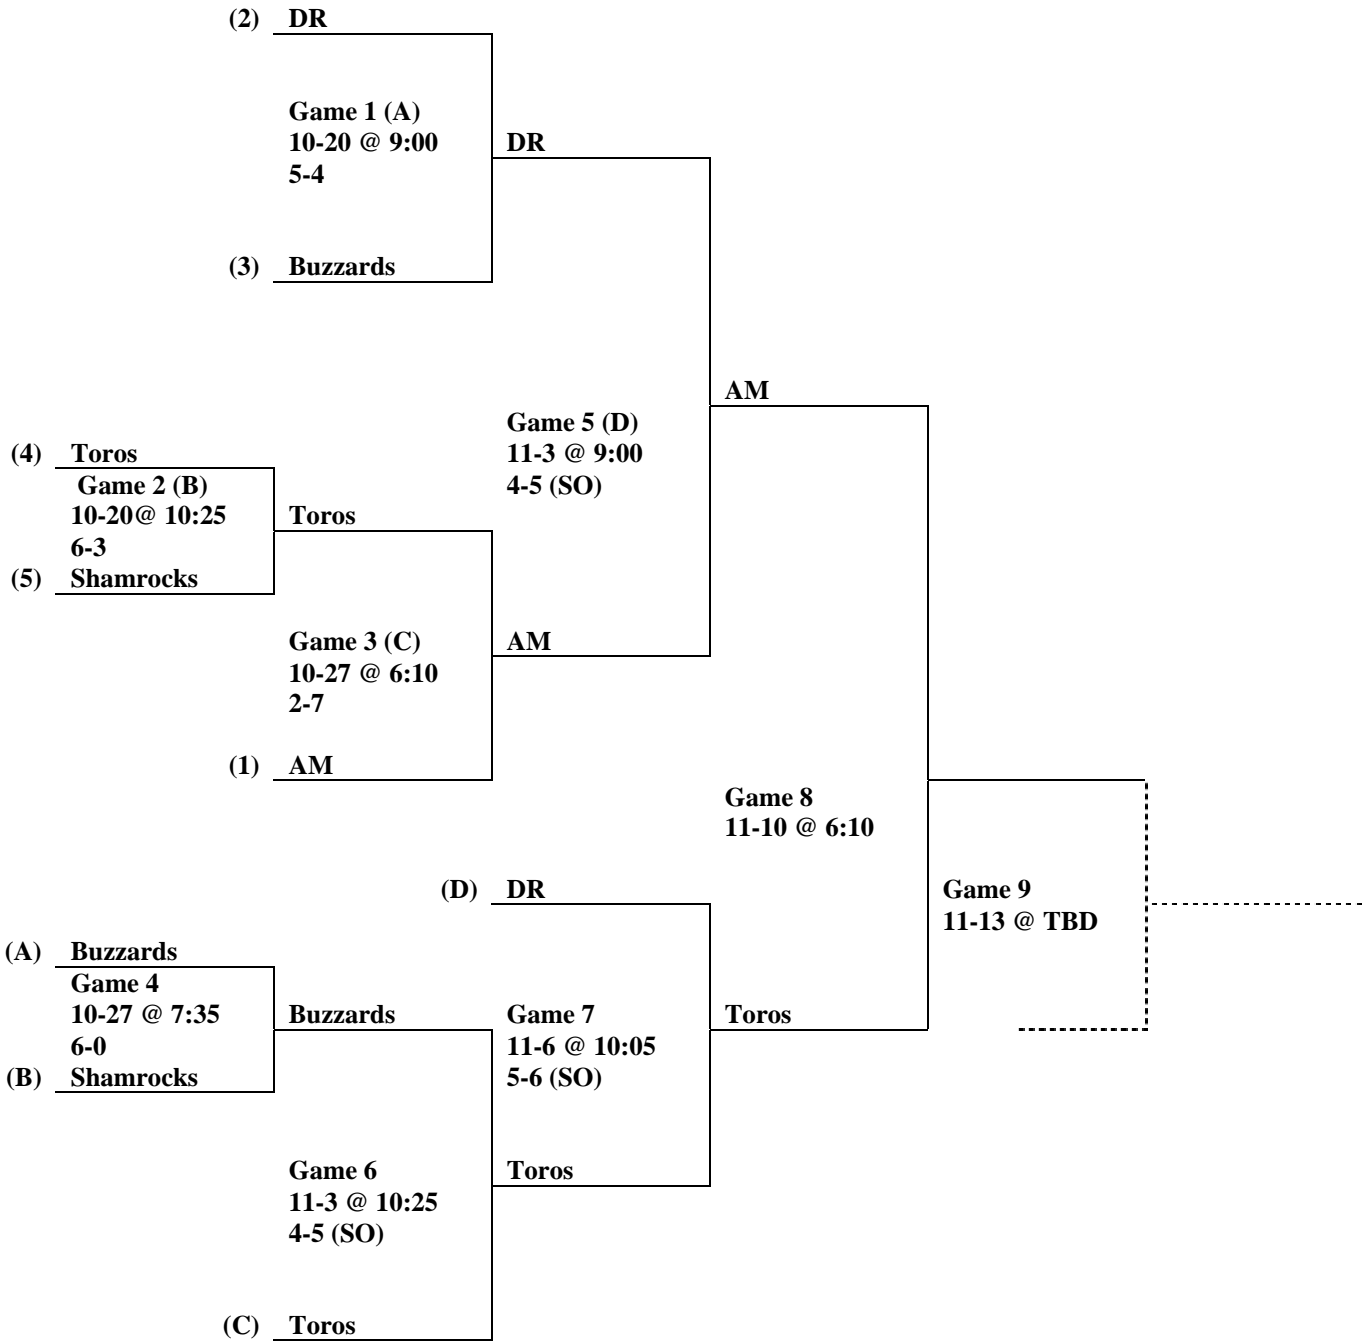 (2) DR
Game 1 (A)
10-20 @ 9:00
5-4
DR
(3) Buzzards
AM
Game 5 (D)
11-3 @ 9:00
4-5 (SO)
(4) Toros
Game 2 (B)
10-20@ 10:25
6-3
Toros
(5) Shamrocks
Game 3 (C)
10-27 @ 6:10
2-7
AM
(1) AM
Game 8
11-10 @ 6:10
(D) DR
Game 9
11-13 @ TBD
(A) Buzzards
Game 4
10-27 @ 7:35
6-0
Buzzards
(B) Shamrocks
Game 7
11-6 @ 10:05
5-6 (SO)
Toros
Game 6
11-3 @ 10:25
4-5 (SO)
Toros
(C) Toros